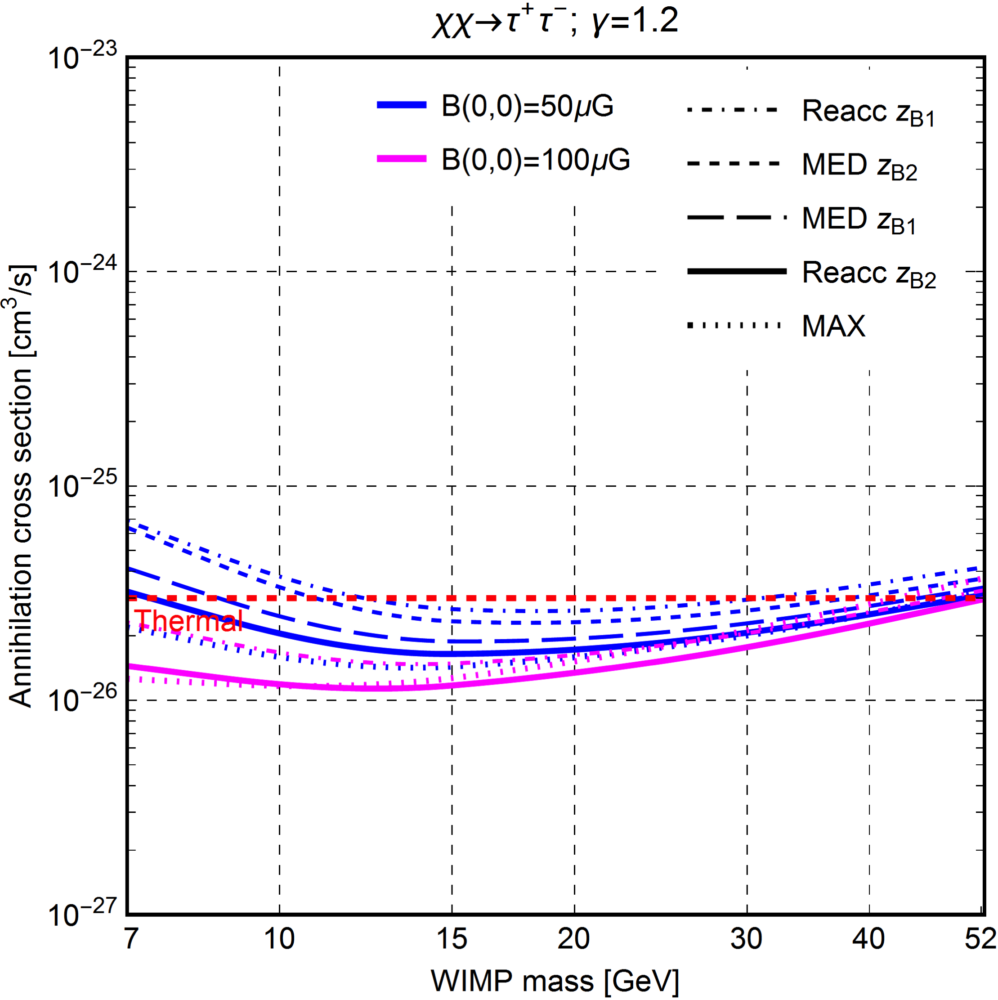 χχ→τ⁺τ⁻; γ=1.2
10⁻²³
10⁻²⁴
10⁻²⁵
10⁻²⁶
10⁻²⁷
Annihilation cross section [cm³/s]
B(0,0)=50μG
B(0,0)=100μG
Reacc z_B1
MED z_B2
MED z_B1
Reacc z_B2
MAX
Thermal
7 10 15 20 30 40 52
WIMP mass [GeV]